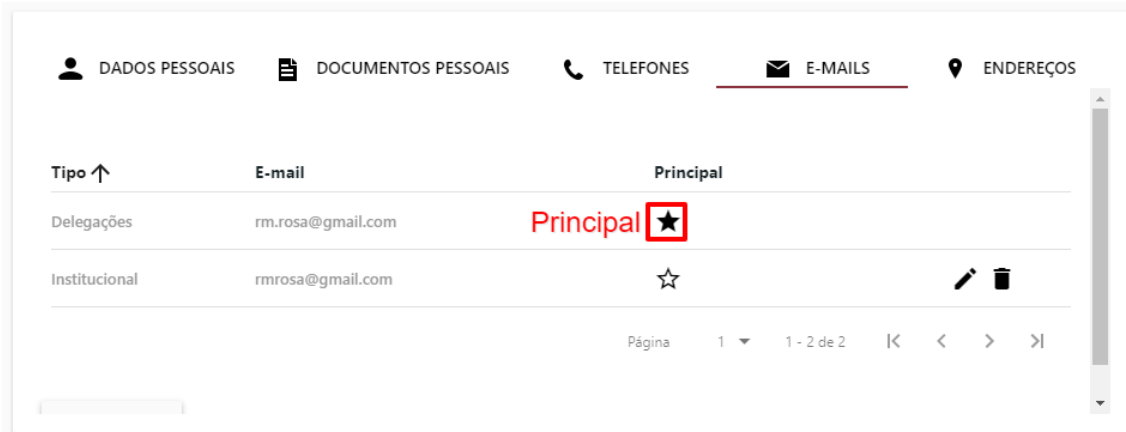 DADOS PESSOAIS DOCUMENTOS PESSOAIS TELEFONES E-MAILS ENDEREÇOS
Tipo E-mail Principal
Delegações rm.rosa@gmail.com Principal
Institucional rmrosa@gmail.com
Página 1 1 - 2 de 2